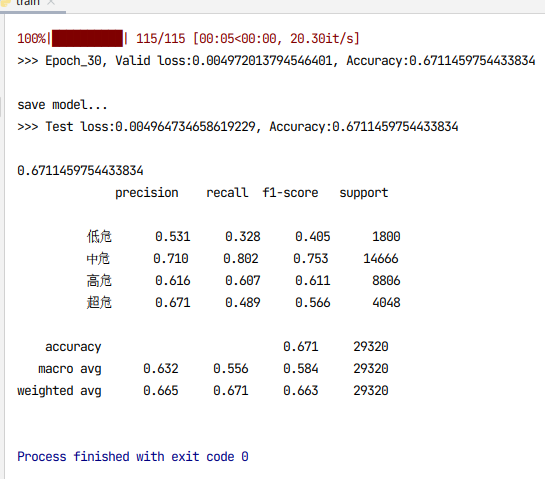 train
100%|██████████| 115/115 [00:05<00:00, 20.30it/s]
>>> Epoch_30, Valid loss:0.004972013794546401, Accuracy:0.6711459754433834
save model...
>>> Test loss:0.004964734658619229, Accuracy:0.6711459754433834
0.6711459754433834
precision recall f1-score support
低危 0.531 0.328 0.405 1800
中危 0.710 0.802 0.753 14666
高危 0.616 0.607 0.611 8806
超危 0.671 0.489 0.566 4048
accuracy 0.671 29320
macro avg 0.632 0.556 0.584 29320
weighted avg 0.665 0.671 0.663 29320
Process finished with exit code 0